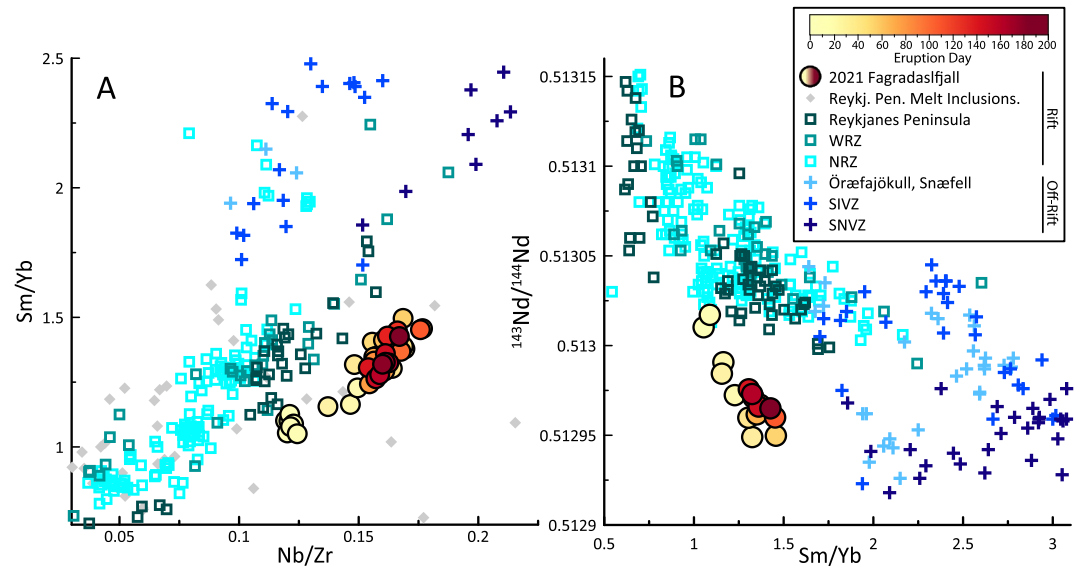 A
2.5
2
1.5
1
Sm/Yb
0.05
0.1
0.15
0.2
Nb/Zr
B
0.51315
0.5131
0.51305
0.513
0.51295
0.5129
143Nd/144Nd
0.5
1
1.5
2
2.5
3
Sm/Yb
0 20 40 60 80 100 120 140 160 180 200
Eruption Day
2021 Fagradaslfjall
Reykj. Pen. Melt Inclusions.
Reykjanes Peninsula
WRZ
NRZ
Rift
Öræfajökull, Snæfell
SIVZ
SNVZ
Off-Rift